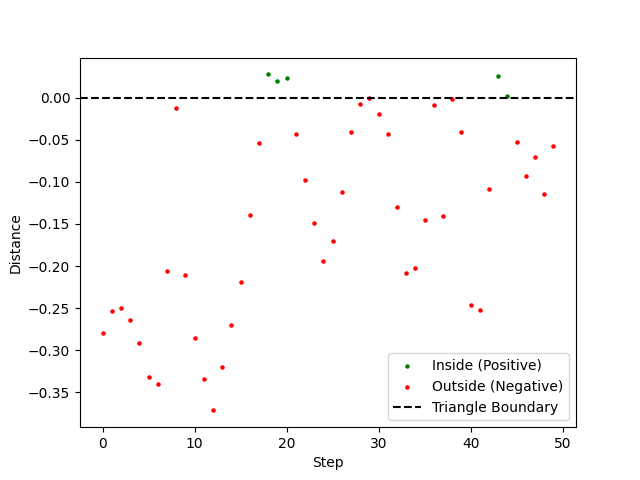 0.00
−0.05
−0.10
−0.15
−0.20
−0.25
−0.30
−0.35
Distance
0
10
20
30
40
50
Step
Inside (Positive)
Outside (Negative)
Triangle Boundary